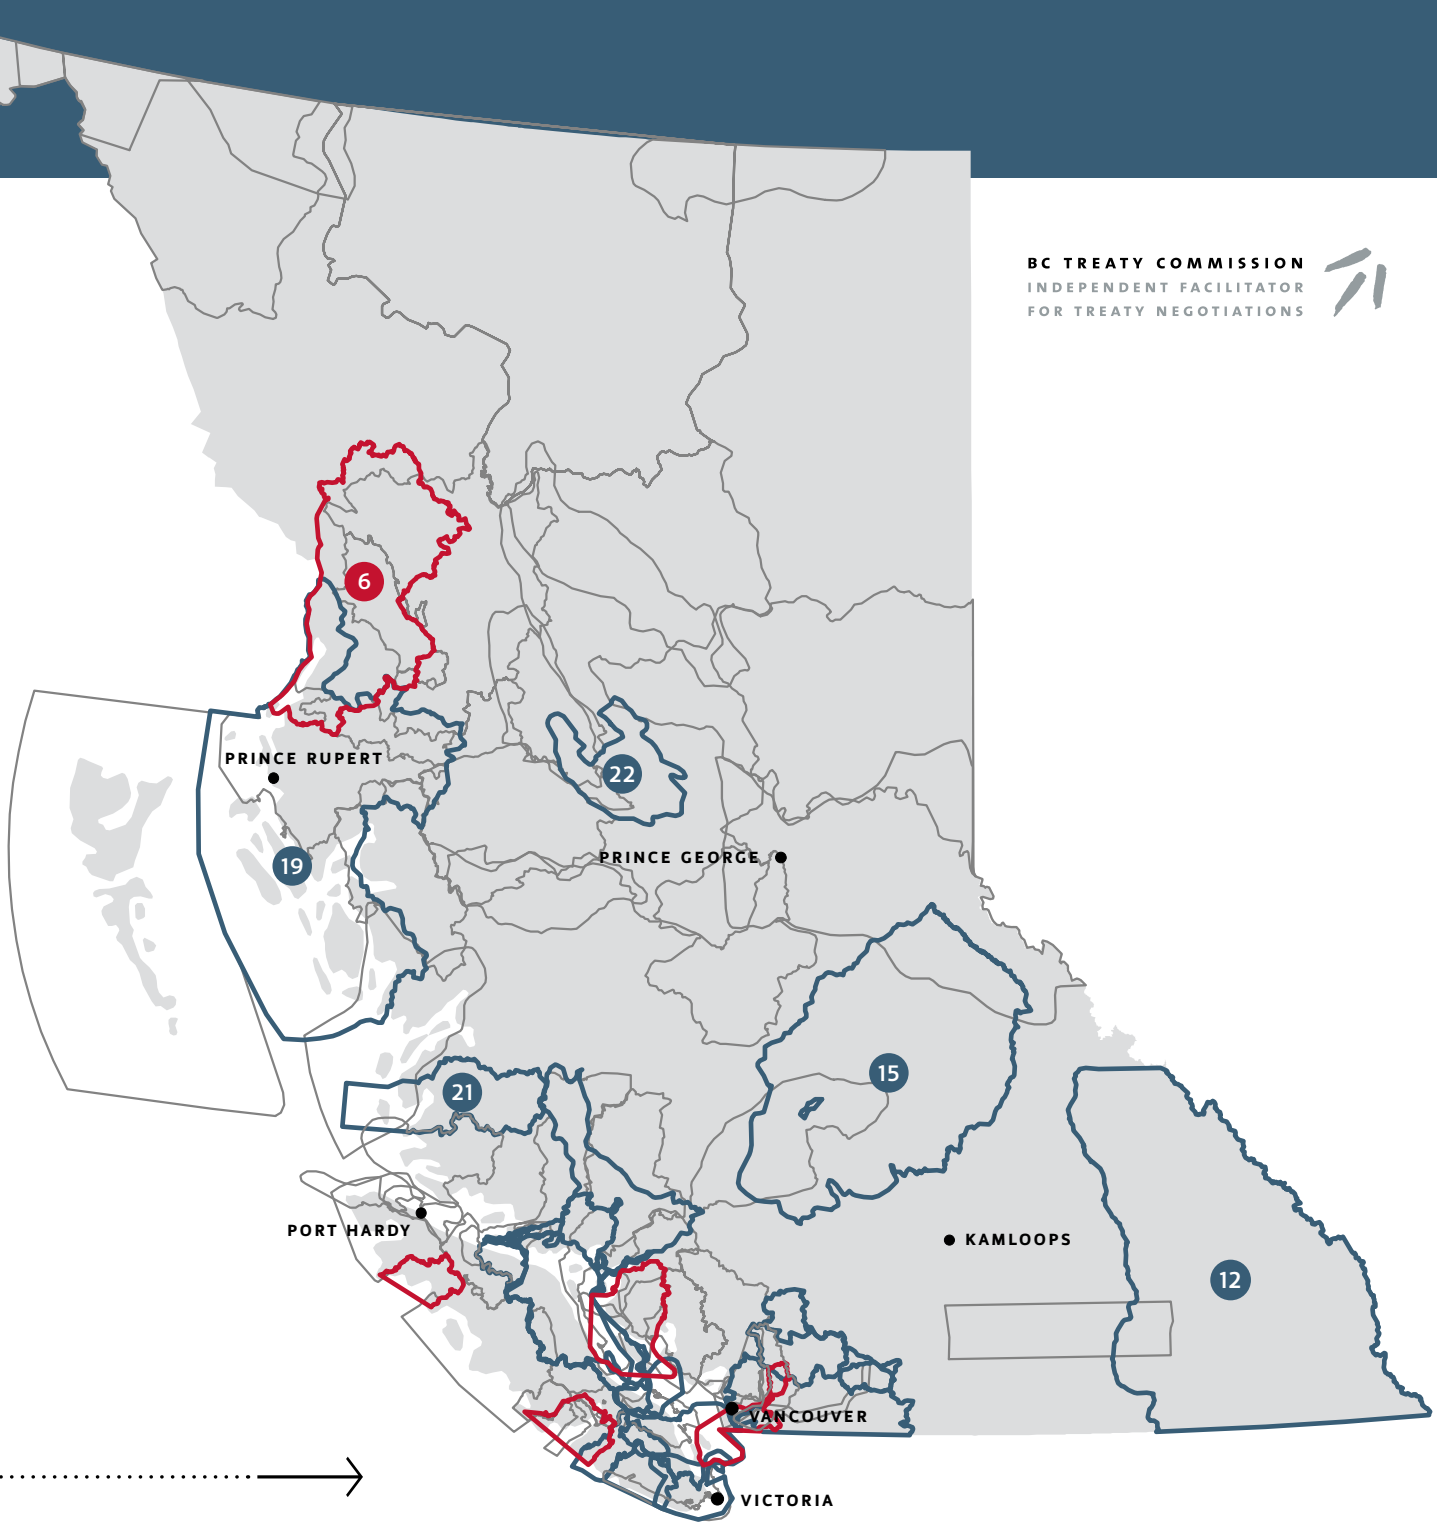 BC TREATY COMMISSION
INDEPENDENT FACILITATOR
FOR TREATY NEGOTIATIONS
6
PRINCE RUPERT
22
PRINCE GEORGE
19
15
21
PORT HARDY
KAMLOOPS
12
VANCOUVER
VICTORIA